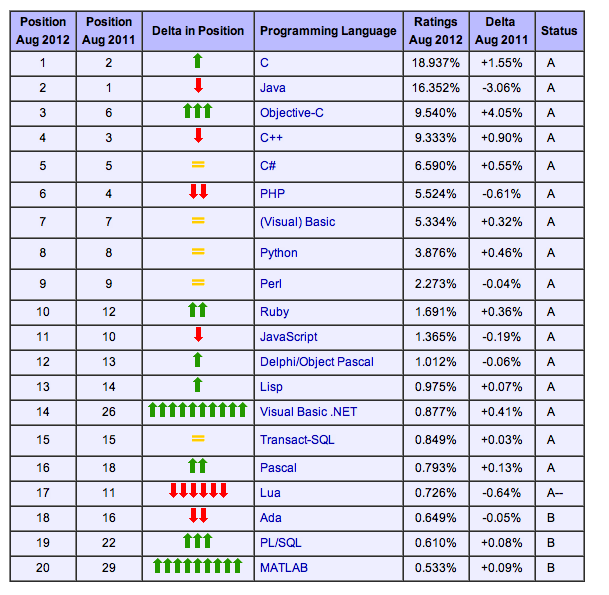 Position Aug 2012 Position Aug 2011 Delta in Position Programming Language Ratings Aug 2012 Delta Aug 2011 Status
1 2 C 18.937% +1.55% A
2 1 Java 16.352% -3.06% A
3 6 Objective-C 9.540% +4.05% A
4 3 C++ 9.333% +0.90% A
5 5 C# 6.590% +0.55% A
6 4 PHP 5.524% -0.61% A
7 7 (Visual) Basic 5.334% +0.32% A
8 8 Python 3.876% +0.46% A
9 9 Perl 2.273% -0.04% A
10 12 Ruby 1.691% +0.36% A
11 10 JavaScript 1.365% -0.19% A
12 13 Delphi/Object Pascal 1.012% -0.06% A
13 14 Lisp 0.975% +0.07% A
14 26 Visual Basic .NET 0.877% +0.41% A
15 15 Transact-SQL 0.849% +0.03% A
16 18 Pascal 0.793% +0.13% A
17 11 Lua 0.726% -0.64% A--
18 16 Ada 0.649% -0.05% B
19 22 PL/SQL 0.610% +0.08% B
20 29 MATLAB 0.533% +0.09% B